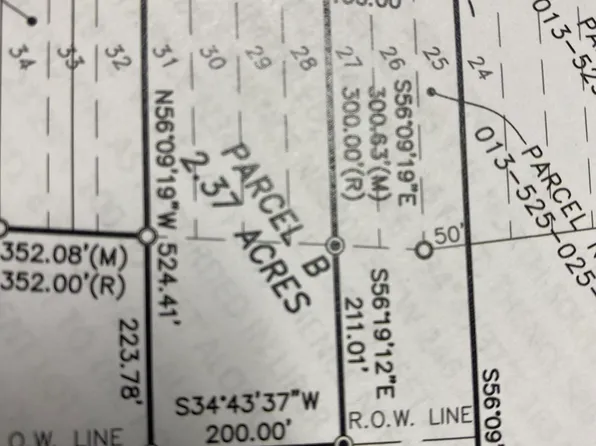 34
33
32
31
30
29
28
27
26
25
24
013-52
N56°09'19"W 524.41'
PARCEL B
2.37 ACRES
S56°09'19"E
300.63'(M)
300.00'(R)
PARCEL
013-525-025-
50'
352.08'(M)
352.00'(R)
223.78'
S56°19'12"E
211.01'
S34°43'37"W
200.00'
R.O.W. LINE
O.W. LINE
S56°09'